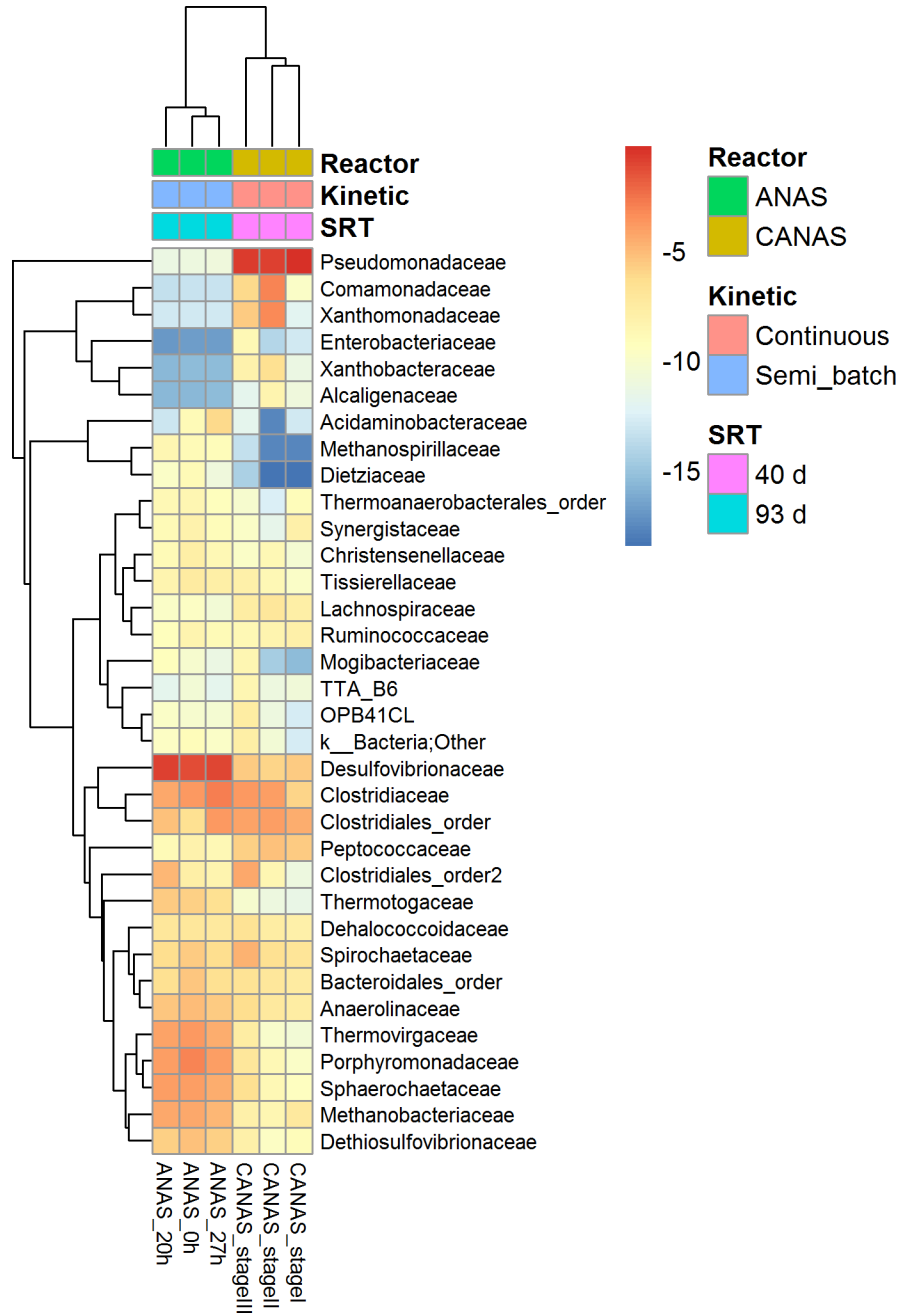 Reactor
Kinetic
SRT
Pseudomonadaceae
Comamonadaceae
Xanthomonadaceae
Enterobacteriaceae
Xanthobacteraceae
Alcaligenaceae
Acidaminobacteraceae
Methanospirillaceae
Dietziaceae
Thermoanaerobacterales_order
Synergistaceae
Christensenellaceae
Tissierellaceae
Lachnospiraceae
Ruminococcaceae
Mogibacteriaceae
TTA_B6
OPB41CL
k__Bacteria;Other
Desulfovibrionaceae
Clostridiaceae
Clostridiales_order
Peptococcaceae
Clostridiales_order2
Thermotogaceae
Dehalococcoidaceae
Spirochaetaceae
Bacteroidales_order
Anaerolinaceae
Thermovirgaceae
Porphyromonadaceae
Sphaerochaetaceae
Methanobacteriaceae
Dethiosulfovibrionaceae
ANAS_20h
ANAS_0h
ANAS_27h
CANAS_stageIII
CANAS_stageII
CANAS_stageI
-5
-10
-15
Reactor
ANAS
CANAS
Kinetic
Continuous
Semi_batch
SRT
40 d
93 d